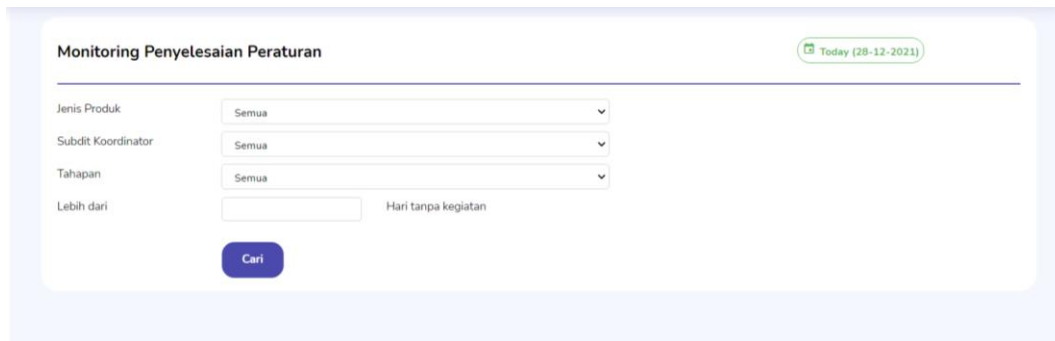 Monitoring Penyelesaian Peraturan
Today (28-12-2021)
Jenis Produk
Semua
Subdit Koordinator
Semua
Tahapan
Semua
Lebih dari
Hari tanpa kegiatan
Cari